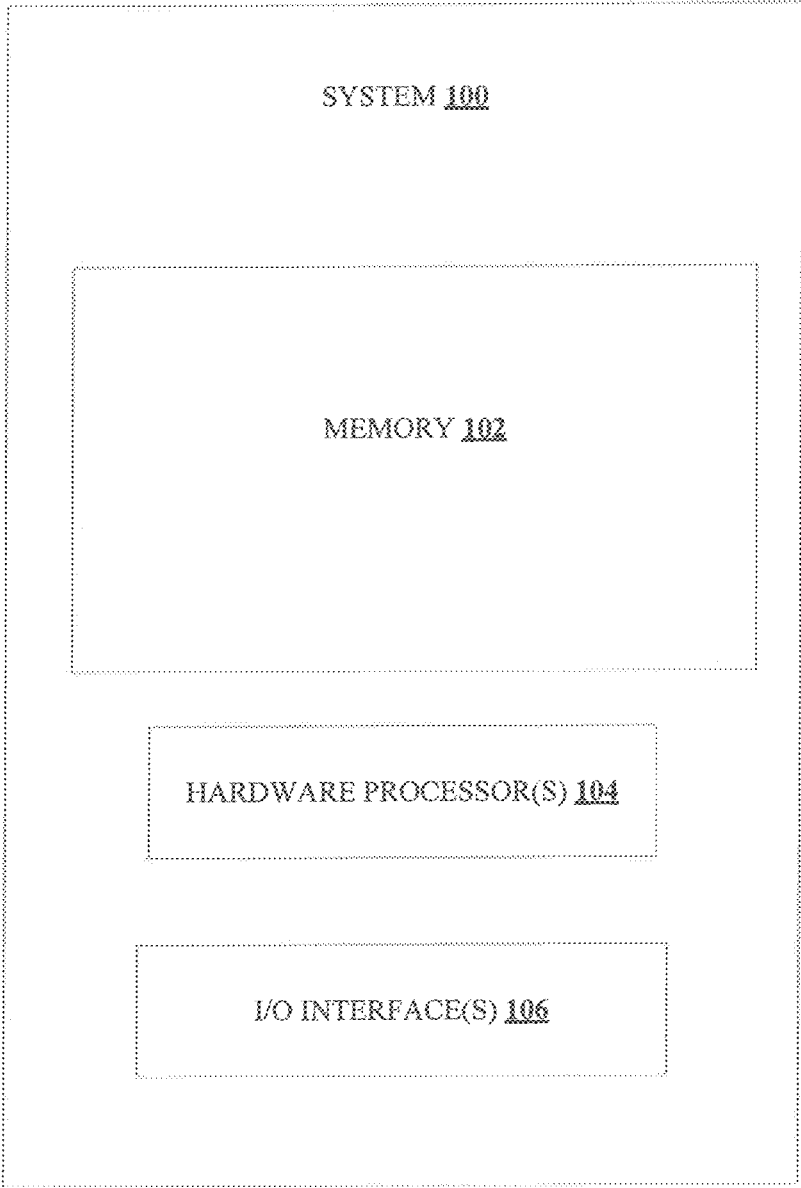 SYSTEM 100
MEMORY 102
HARDWARE PROCESSOR(S) 104
I/O INTERFACE(S) 106